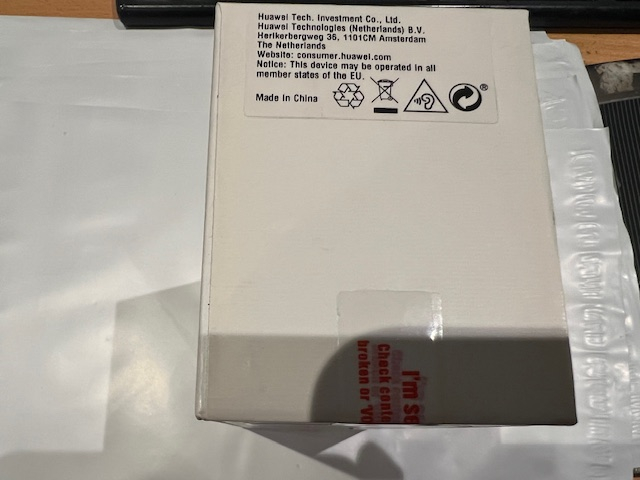 Huawei Tech. Investment Co., Ltd.
Huawei Technologies (Netherlands) B.V.
Herikerbergweg 36, 1101CM Amsterdam
The Netherlands
Website: consumer.huawei.com
Notice: This device may be operated in all
member states of the EU.
Made in China
®
I'm se
Check conti
broken or 'VO